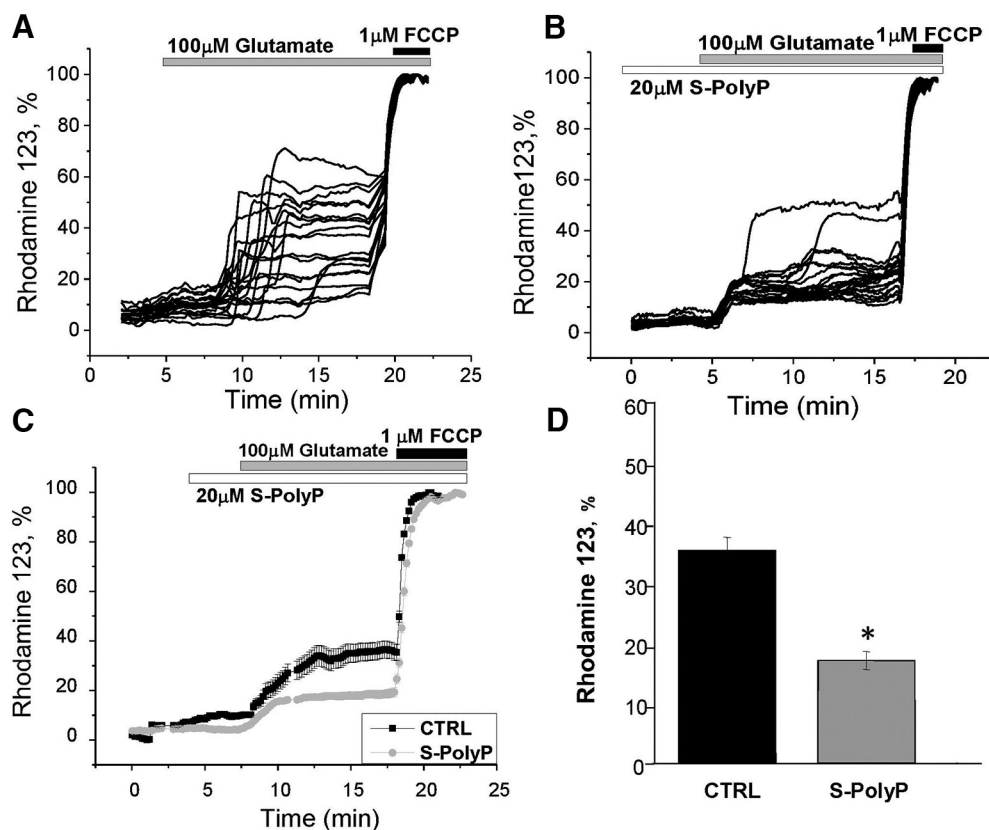 A
100μM Glutamate
1μM FCCP
Rhodamine 123, %
100
80
60
40
20
0
0 5 10 15 20 25
Time (min)
B
100μM Glutamate
1μM FCCP
20μM S-PolyP
Rhodamine123,%
100
80
60
40
20
0
0 5 10 15 20
Time (min)
C
100μM Glutamate
1 μM FCCP
20μM S-PolyP
Rhodamine 123, %
100
80
60
40
20
0
CTRL
S-PolyP
0 5 10 15 20 25
Time (min)
D
Rhodamine 123, %
60
50
40
30
20
10
0
*
CTRL S-PolyP